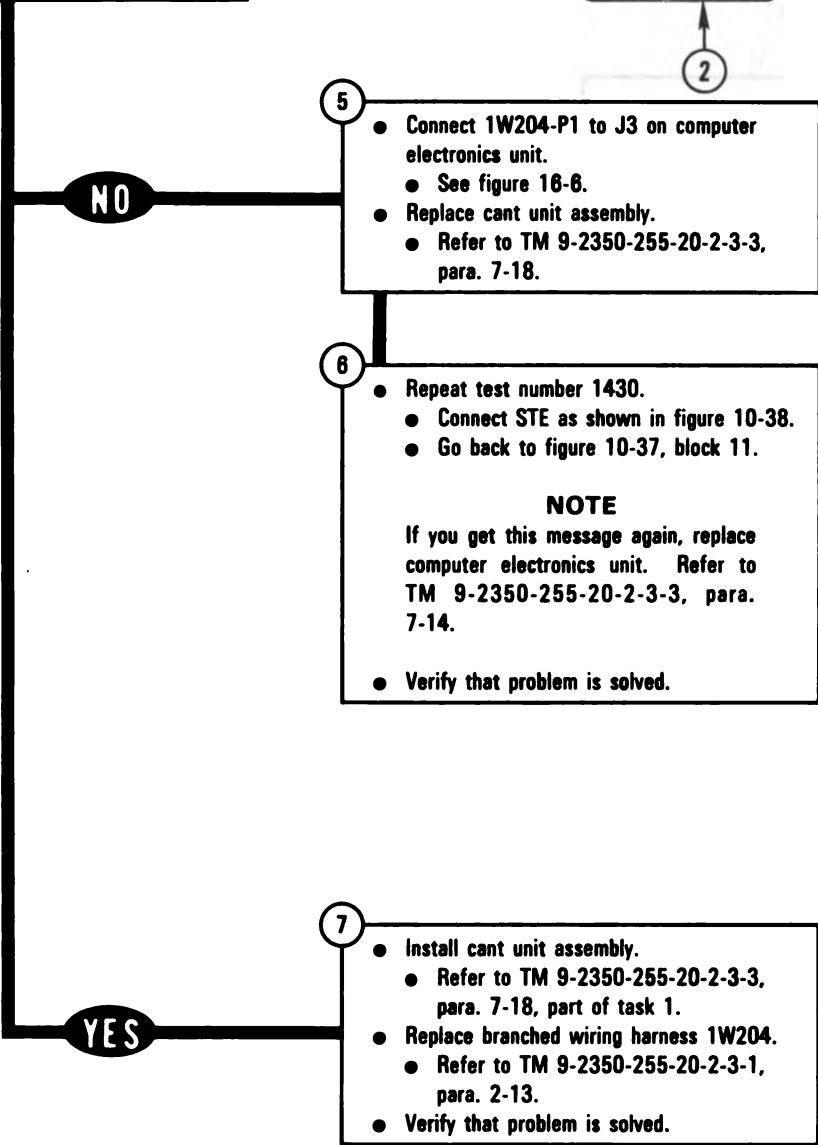 2
5
● Connect 1W204-P1 to J3 on computer
electronics unit.
● See figure 16-6.
● Replace cant unit assembly.
● Refer to TM 9-2350-255-20-2-3-3,
para. 7-18.
NO
6
● Repeat test number 1430.
● Connect STE as shown in figure 10-38.
● Go back to figure 10-37, block 11.
NOTE
If you get this message again, replace
computer electronics unit. Refer to
TM 9-2350-255-20-2-3-3, para.
7-14.
● Verify that problem is solved.
7
● Install cant unit assembly.
● Refer to TM 9-2350-255-20-2-3-3,
para. 7-18, part of task 1.
● Replace branched wiring harness 1W204.
● Refer to TM 9-2350-255-20-2-3-1,
para. 2-13.
● Verify that problem is solved.
YES